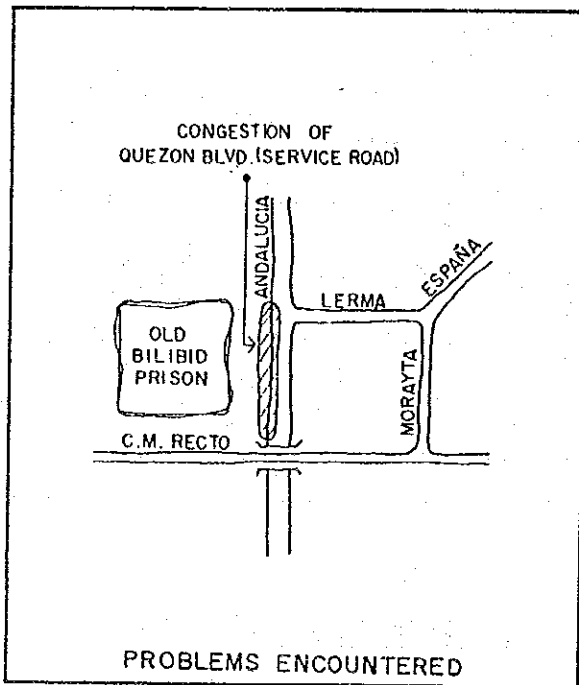 CONGESTION OF
QUEZON BLVD.(SERVICE ROAD)
ANDALUCIA
LERMA
ESPAÑA
OLD
BILIBID
PRISON
MORAYTA
C.M. RECTO
PROBLEMS ENCOUNTERED